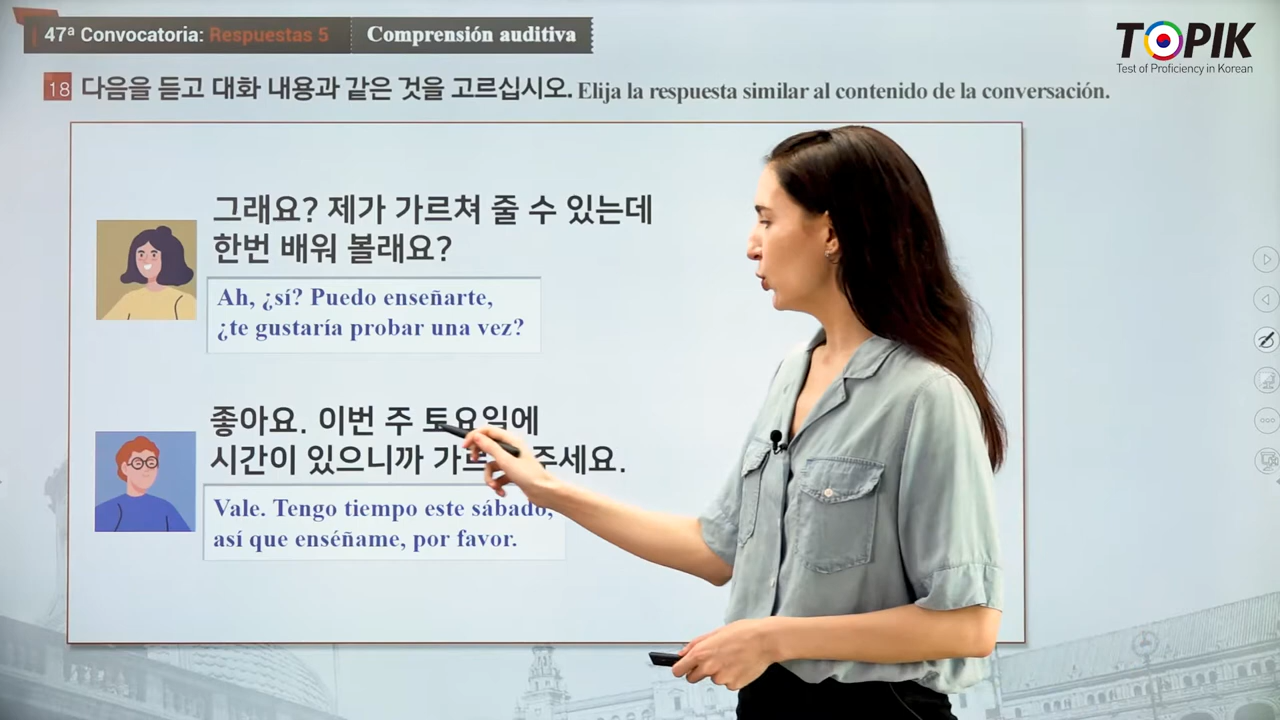 47ª Convocatoria: Respuestas 5 Comprensión auditiva
TOPIK
Test of Proficiency in Korean
18 다음을 듣고 대화 내용과 같은 것을 고르십시오. Elija la respuesta similar al contenido de la conversación.
그래요? 제가 가르쳐 줄 수 있는데
한번 배워 볼래요?
Ah, ¿sí? Puedo enseñarte,
¿te gustaría probar una vez?
좋아요. 이번 주 토요일에
시간이 있으니까 주세요.
Vale. Tengo tiempo este sábado,
así que enséñame, por favor.